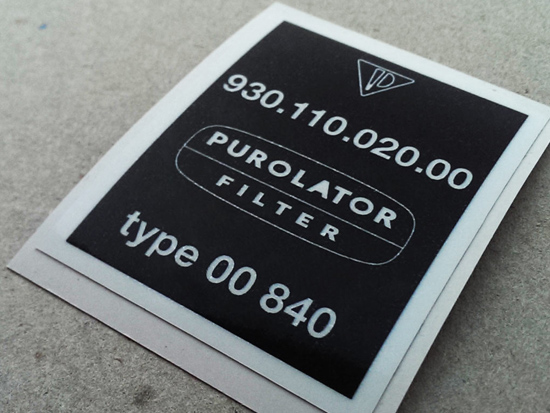 930.110.020.00
PUROLATOR
FILTER
type 00 840